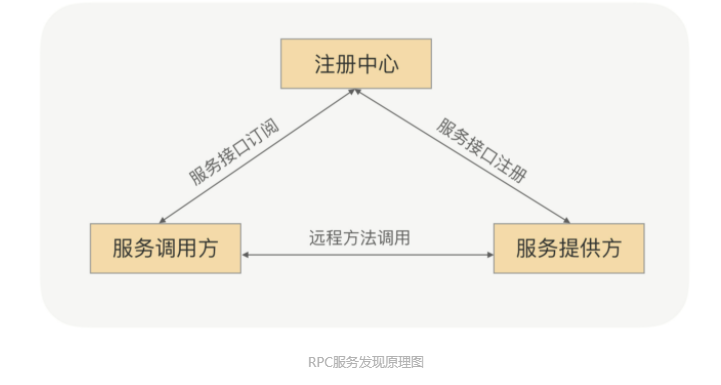 注册中心
服务接口订阅
服务接口注册
服务调用方
远程方法调用
服务提供方
RPC服务发现原理图